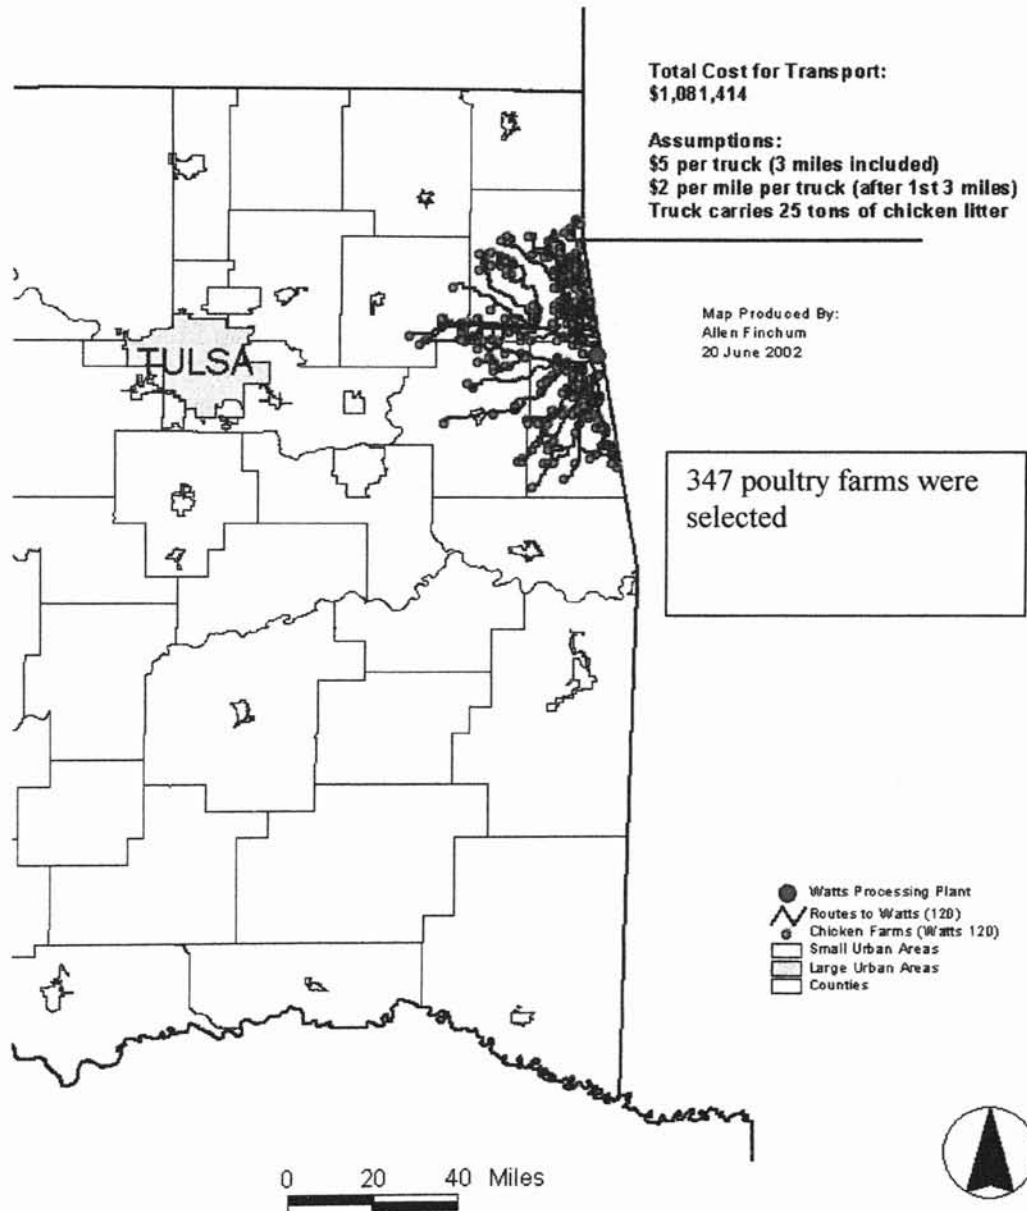 Total Cost for Transport:
$1,081,414
Assumptions:
$5 per truck (3 miles included)
$2 per mile per truck (after 1st 3 miles)
Truck carries 25 tons of chicken litter
Map Produced By:
Allen Finchum
20 June 2002
TULSA
347 poultry farms were
selected
Watts Processing Plant
Routes to Watts (120)
Chicken Farms (Watts 120)
Small Urban Areas
Large Urban Areas
Counties
0 20 40 Miles